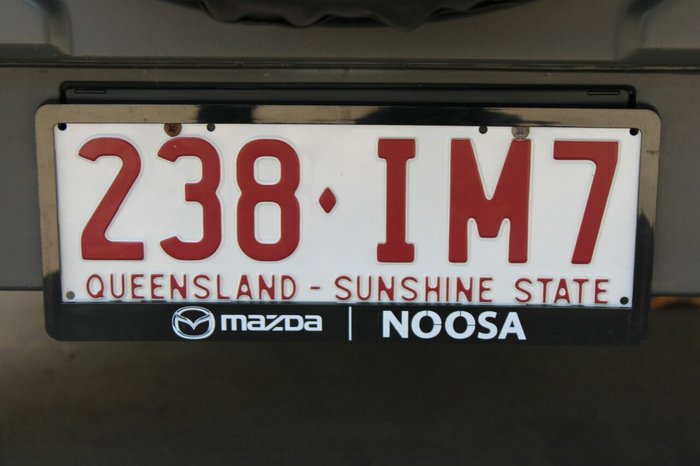 238♦IM7
QUEENSLAND - SUNSHINE STATE
mazda | NOOSA